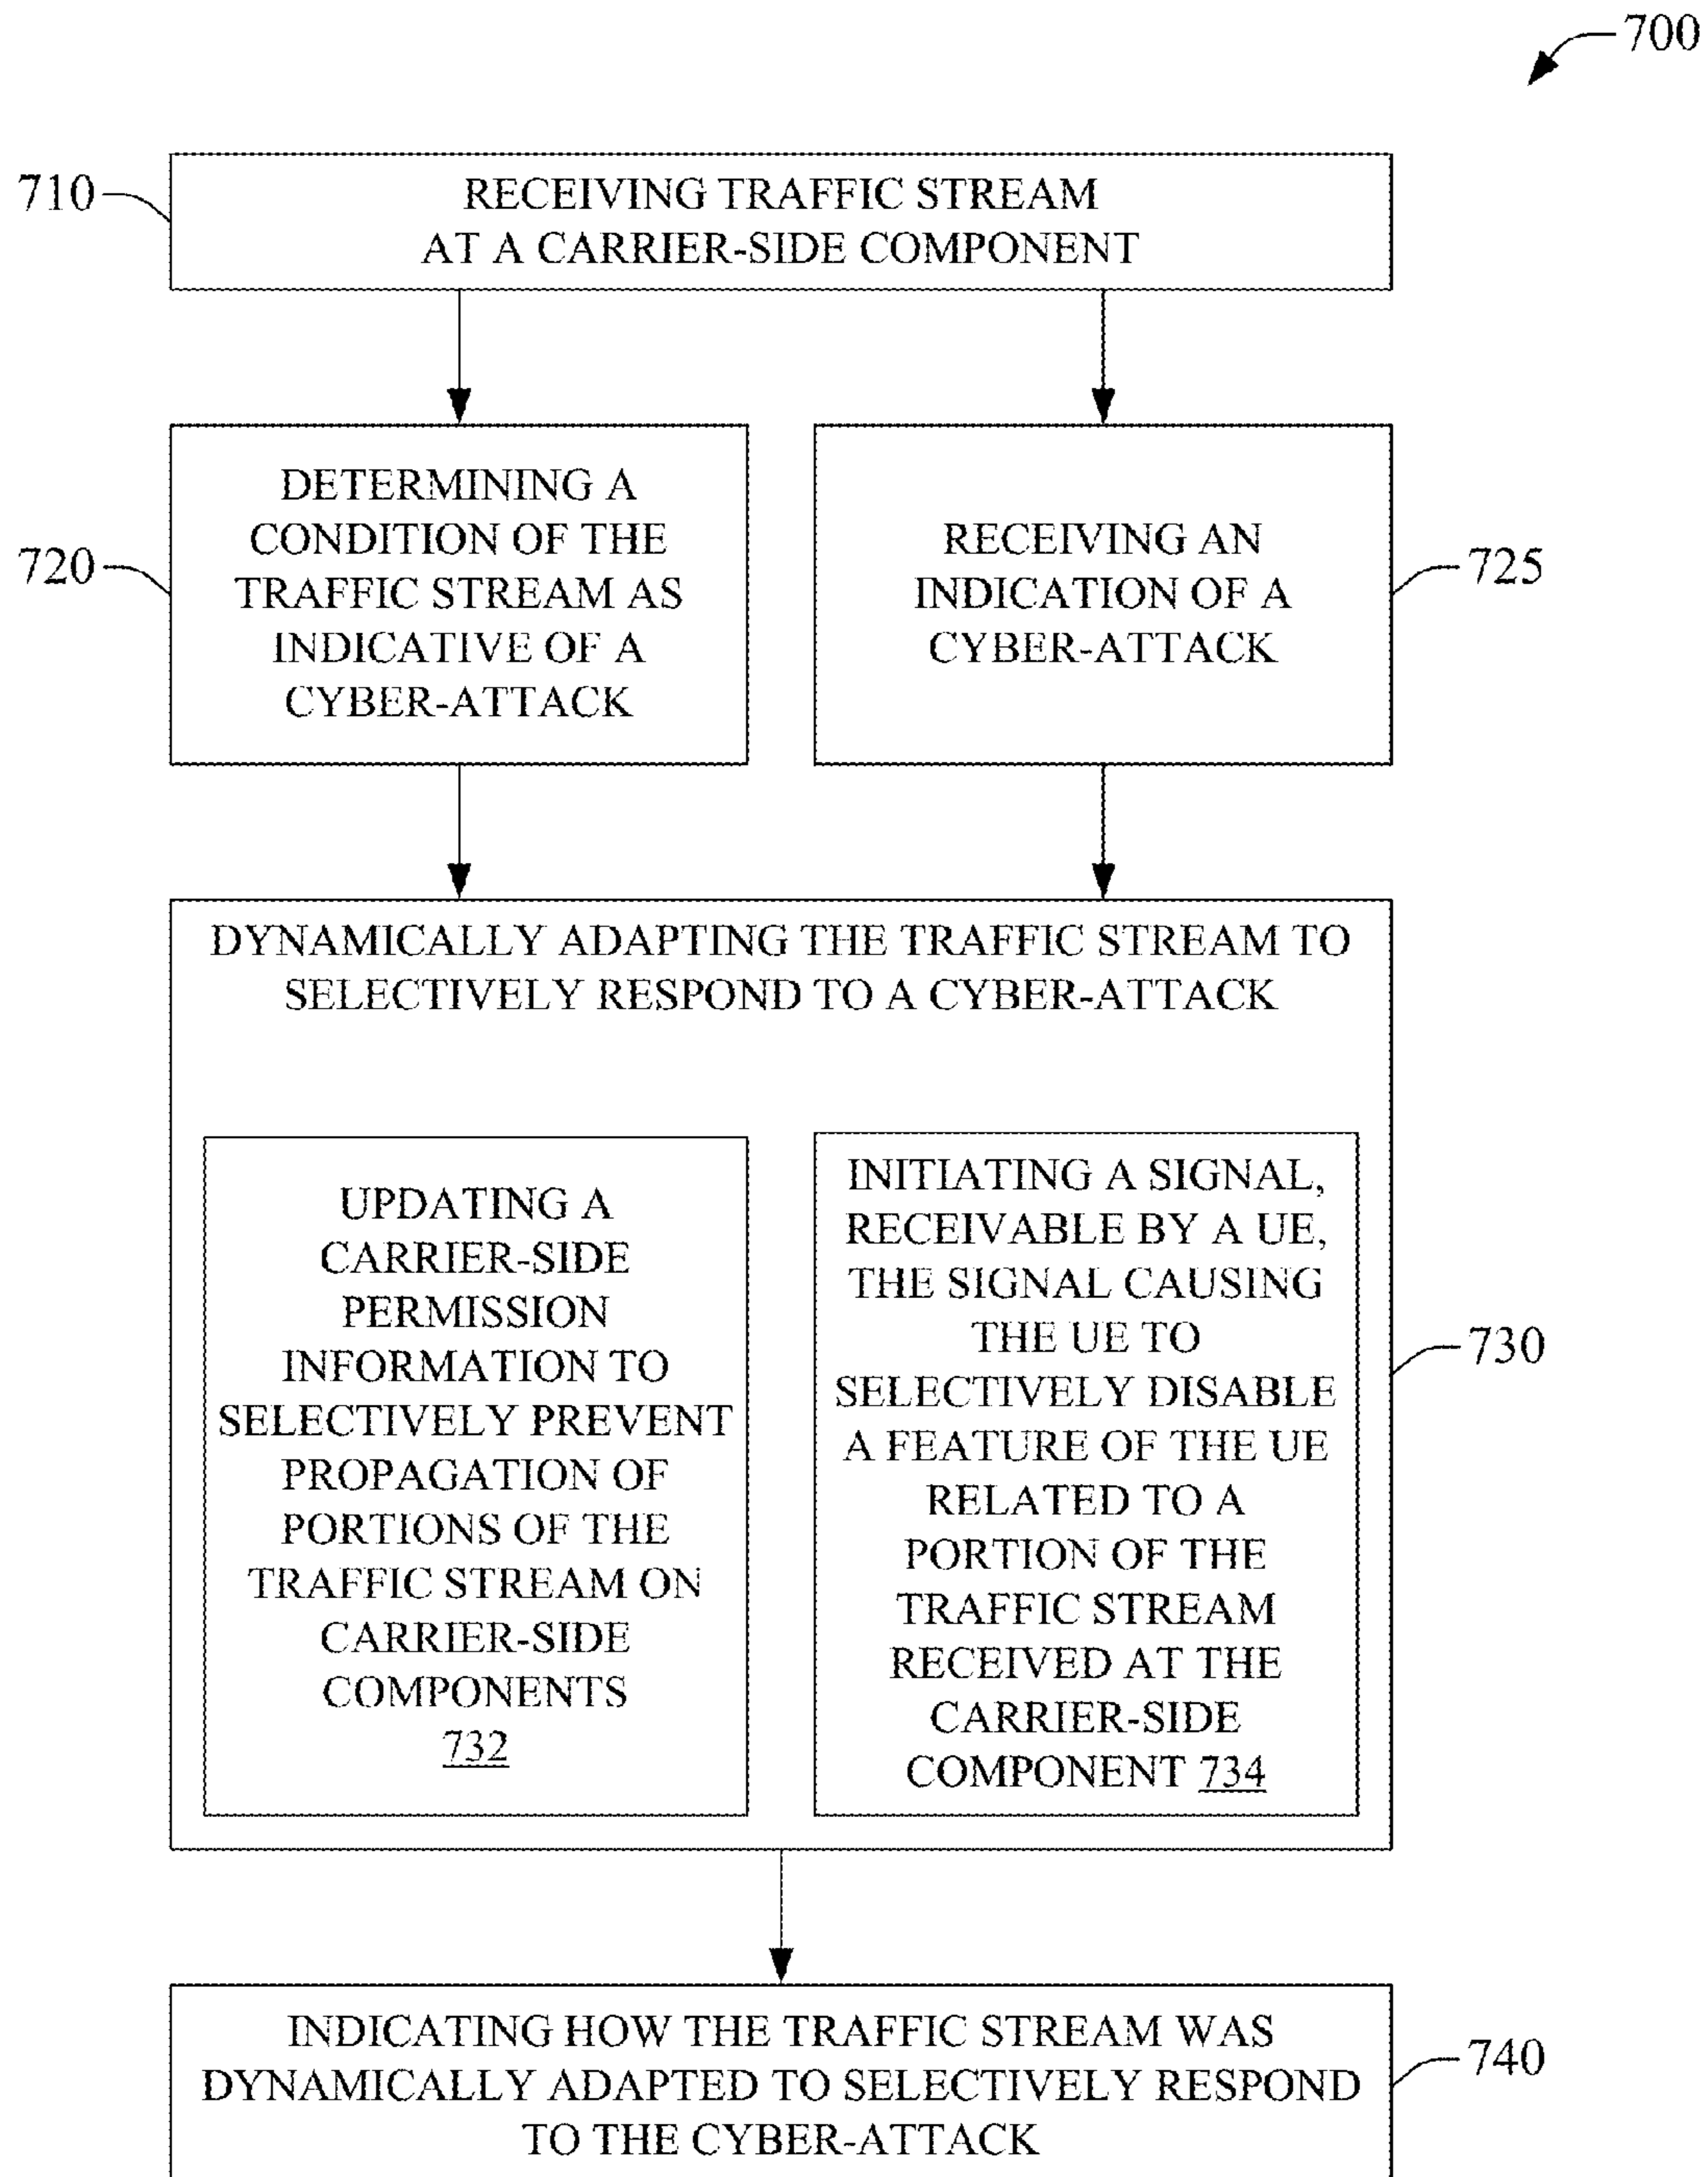 700
710
RECEIVING TRAFFIC STREAM
AT A CARRIER-SIDE COMPONENT
720
DETERMINING A
CONDITION OF THE
TRAFFIC STREAM AS
INDICATIVE OF A
CYBER-ATTACK
RECEIVING AN
INDICATION OF A
CYBER-ATTACK
725
DYNAMICALLY ADAPTING THE TRAFFIC STREAM TO
SELECTIVELY RESPOND TO A CYBER-ATTACK
UPDATING A
CARRIER-SIDE
PERMISSION
INFORMATION TO
SELECTIVELY PREVENT
PROPAGATION OF
PORTIONS OF THE
TRAFFIC STREAM ON
CARRIER-SIDE
COMPONENTS
732
INITIATING A SIGNAL,
RECEIVABLE BY A UE,
THE SIGNAL CAUSING
THE UE TO
SELECTIVELY DISABLE
A FEATURE OF THE UE
RELATED TO A
PORTION OF THE
TRAFFIC STREAM
RECEIVED AT THE
CARRIER-SIDE
COMPONENT 734
730
INDICATING HOW THE TRAFFIC STREAM WAS
DYNAMICALLY ADAPTED TO SELECTIVELY RESPOND
TO THE CYBER-ATTACK
740